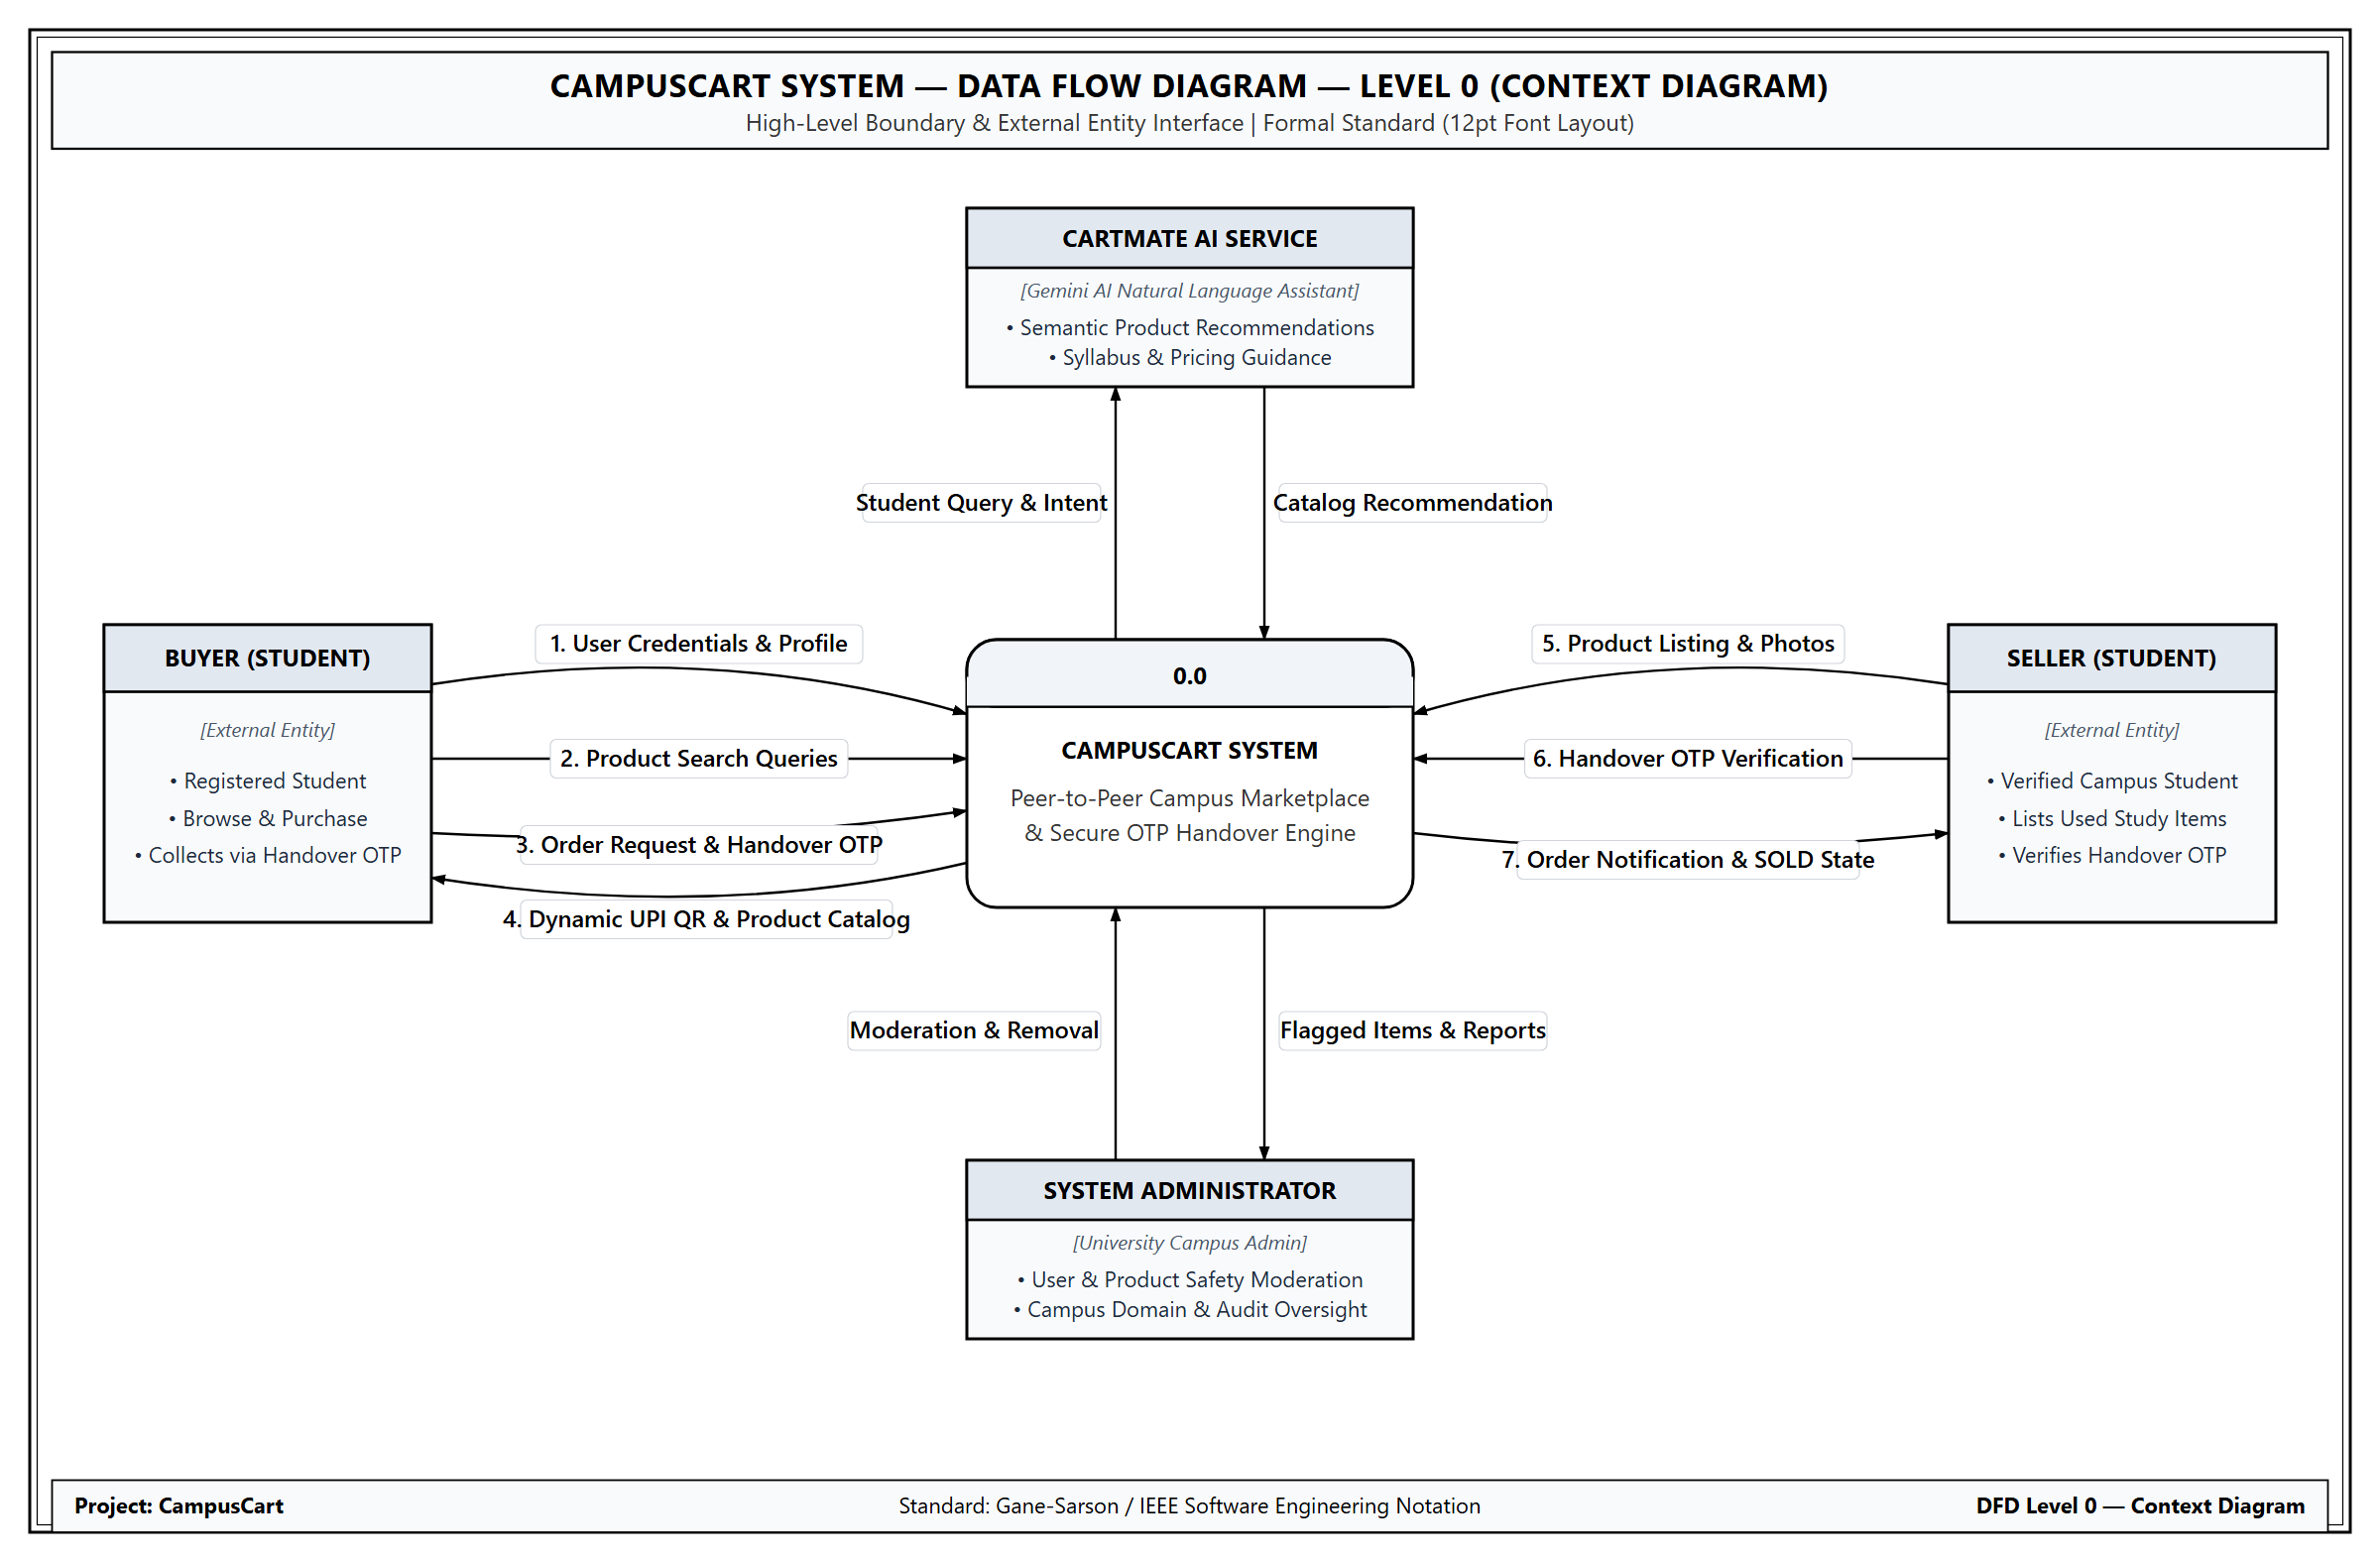 CAMPUSCART SYSTEM — DATA FLOW DIAGRAM — LEVEL 0 (CONTEXT DIAGRAM)
High-Level Boundary & External Entity Interface | Formal Standard (12pt Font Layout)
CARTMATE AI SERVICE
[Gemini AI Natural Language Assistant]
• Semantic Product Recommendations
• Syllabus & Pricing Guidance
Student Query & Intent
Catalog Recommendation
BUYER (STUDENT)
[External Entity]
• Registered Student
• Browse & Purchase
• Collects via Handover OTP
1. User Credentials & Profile
2. Product Search Queries
3. Order Request & Handover OTP
4. Dynamic UPI QR & Product Catalog
0.0
CAMPUSCART SYSTEM
Peer-to-Peer Campus Marketplace
& Secure OTP Handover Engine
5. Product Listing & Photos
6. Handover OTP Verification
7. Order Notification & SOLD State
SELLER (STUDENT)
[External Entity]
• Verified Campus Student
• Lists Used Study Items
• Verifies Handover OTP
Moderation & Removal
Flagged Items & Reports
SYSTEM ADMINISTRATOR
[University Campus Admin]
• User & Product Safety Moderation
• Campus Domain & Audit Oversight
Project: CampusCart
Standard: Gane-Sarson / IEEE Software Engineering Notation
DFD Level 0 — Context Diagram